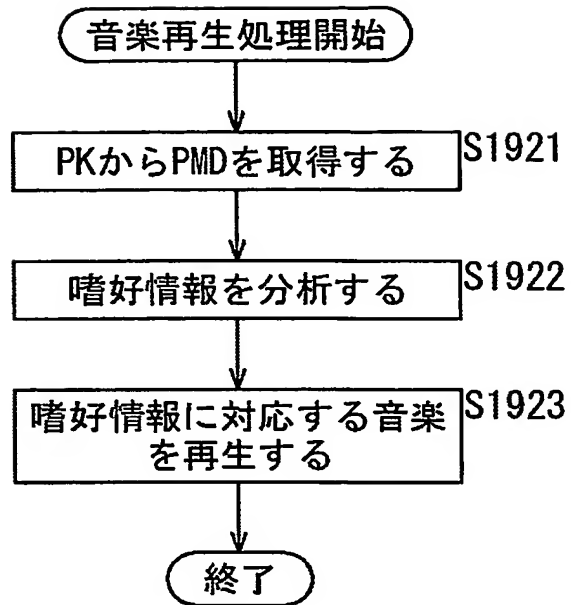 音楽再生処理開始
PKからPMDを取得する
S1921
嗜好情報を分析する
S1922
嗜好情報に対応する音楽
を再生する
S1923
終了